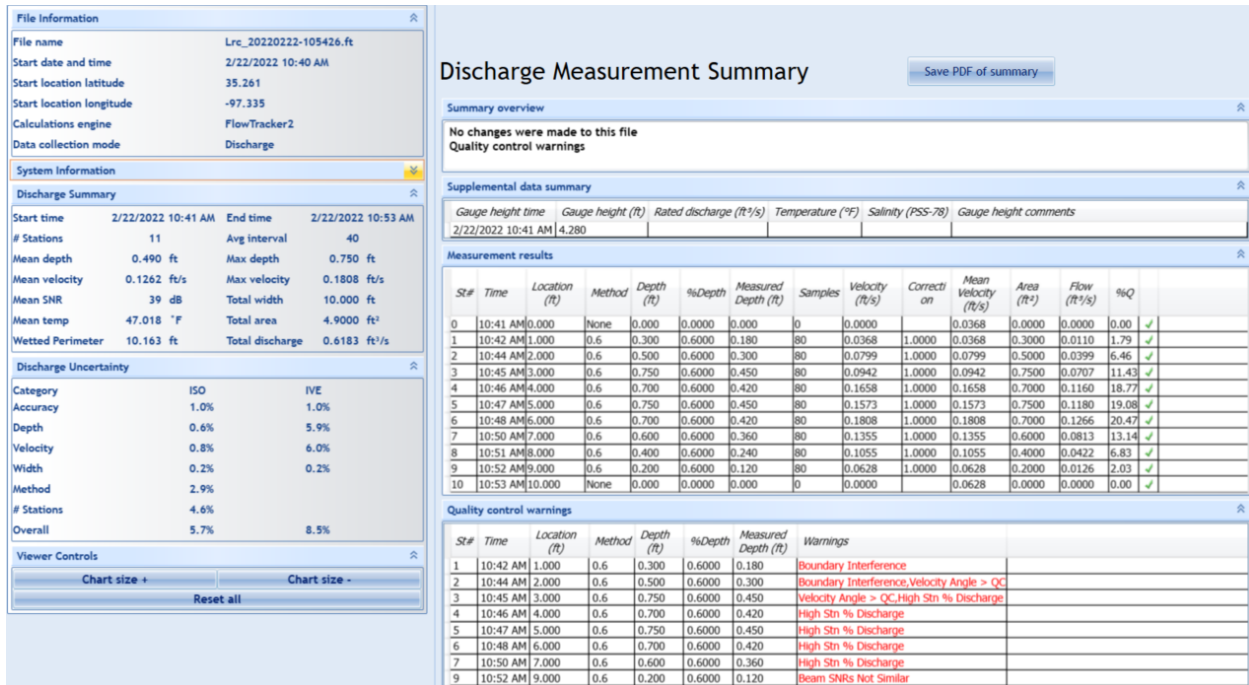 File Information
File name Lrc_20220222-105426.ft
Start date and time 2/22/2022 10:40 AM
Start location latitude 35.261
Start location longitude -97.335
Calculations engine FlowTracker2
Data collection mode Discharge
System Information
Discharge Summary
Start time 2/22/2022 10:41 AM End time 2/22/2022 10:53 AM
# Stations 11 Avg interval 40
Mean depth 0.490 ft Max depth 0.750 ft
Mean velocity 0.1262 ft/s Max velocity 0.1808 ft/s
Mean SNR 39 dB Total width 10.000 ft
Mean temp 47.018 °F Total area 4.9000 ft²
Wetted Perimeter 10.163 ft Total discharge 0.6183 ft³/s
Discharge Uncertainty
Category ISO IVE
Accuracy 1.0% 1.0%
Depth 0.6% 5.9%
Velocity 0.8% 6.0%
Width 0.2% 0.2%
Method 2.9%
# Stations 4.6%
Overall 5.7% 8.5%
Viewer Controls
Chart size + Chart size -
Reset all
Discharge Measurement Summary
Save PDF of summary
Summary overview
No changes were made to this file
Quality control warnings
Supplemental data summary
Gauge height time Gauge height (ft) Rated discharge (ft³/s) Temperature (°F) Salinity (PSS-78) Gauge height comments
2/22/2022 10:41 AM 4.280
Measurement results
St# Time Location (ft) Method Depth (ft) %Depth Measured Depth (ft) Samples Velocity (ft/s) Correcti on Mean Velocity (ft/s) Area (ft²) Flow (ft³/s) %Q
0 10:41 AM 0.000 None 0.000 0.0000 0.000 0 0.0000 0.0368 0.0000 0.0000 0.00
1 10:42 AM 1.000 0.6 0.300 0.6000 0.180 80 0.0368 1.0000 0.0368 0.3000 0.0110 1.79
2 10:44 AM 2.000 0.6 0.500 0.6000 0.300 80 0.0799 1.0000 0.0799 0.5000 0.0399 6.46
3 10:45 AM 3.000 0.6 0.750 0.6000 0.450 80 0.0942 1.0000 0.0942 0.7500 0.0707 11.43
4 10:46 AM 4.000 0.6 0.700 0.6000 0.420 80 0.1658 1.0000 0.1658 0.7000 0.1160 18.77
5 10:47 AM 5.000 0.6 0.750 0.6000 0.450 80 0.1573 1.0000 0.1573 0.7500 0.1180 19.08
6 10:48 AM 6.000 0.6 0.700 0.6000 0.420 80 0.1808 1.0000 0.1808 0.7000 0.1266 20.47
7 10:50 AM 7.000 0.6 0.600 0.6000 0.360 80 0.1355 1.0000 0.1355 0.6000 0.0813 13.14
8 10:51 AM 8.000 0.6 0.400 0.6000 0.240 80 0.1055 1.0000 0.1055 0.4000 0.0422 6.83
9 10:52 AM 9.000 0.6 0.200 0.6000 0.120 80 0.0628 1.0000 0.0628 0.2000 0.0126 2.03
10 10:53 AM 10.000 None 0.000 0.0000 0.000 0 0.0000 0.0628 0.0000 0.0000 0.00
Quality control warnings
St# Time Location (ft) Method Depth (ft) %Depth Measured Depth (ft) Warnings
1 10:42 AM 1.000 0.6 0.300 0.6000 0.180 Boundary Interference
2 10:44 AM 2.000 0.6 0.500 0.6000 0.300 Boundary Interference,Velocity Angle > QC
3 10:45 AM 3.000 0.6 0.750 0.6000 0.450 Velocity Angle > QC,High Stn % Discharge
4 10:46 AM 4.000 0.6 0.700 0.6000 0.420 High Stn % Discharge
5 10:47 AM 5.000 0.6 0.750 0.6000 0.450 High Stn % Discharge
6 10:48 AM 6.000 0.6 0.700 0.6000 0.420 High Stn % Discharge
7 10:50 AM 7.000 0.6 0.600 0.6000 0.360 High Stn % Discharge
9 10:52 AM 9.000 0.6 0.200 0.6000 0.120 Beam SNRs Not Similar